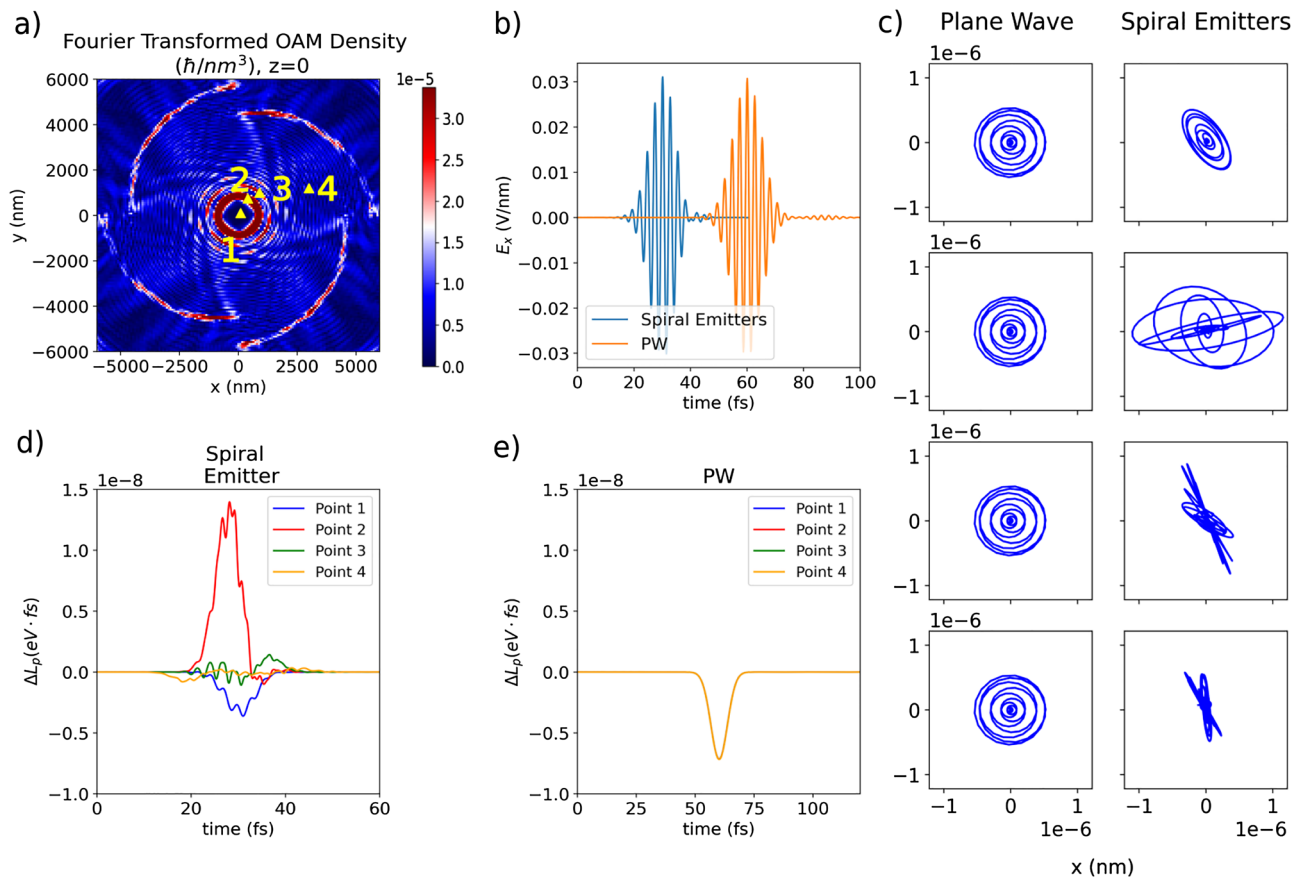 a)
Fourier Transformed OAM Density
(ℏ/nm³), z=0
1e−5
6000
4000
2000
0
−2000
−4000
−6000
y (nm)
−5000
−2500
0
2500
5000
x (nm)
3.0
2.5
2.0
1.5
1.0
0.5
0.0
2
3
4
1
b)
0.03
0.02
0.01
0.00
−0.01
−0.02
−0.03
Eₓ (V/nm)
Spiral Emitters
PW
0
20
40
60
80
100
time (fs)
c)
Plane Wave
Spiral Emitters
1e−6
1
0
−1
1e−6
1
0
−1
1e−6
1
0
−1
1e−6
1
0
−1
−1
0
1
1e−6
−1
0
1
1e−6
x (nm)
d)
Spiral
Emitter
1e−8
1.5
1.0
0.5
0.0
−0.5
−1.0
ΔLₚ(eV · fs)
Point 1
Point 2
Point 3
Point 4
0
20
40
60
time (fs)
e)
PW
1e−8
1.5
1.0
0.5
0.0
−0.5
−1.0
ΔLₚ(eV · fs)
Point 1
Point 2
Point 3
Point 4
0
50
100
time (fs)